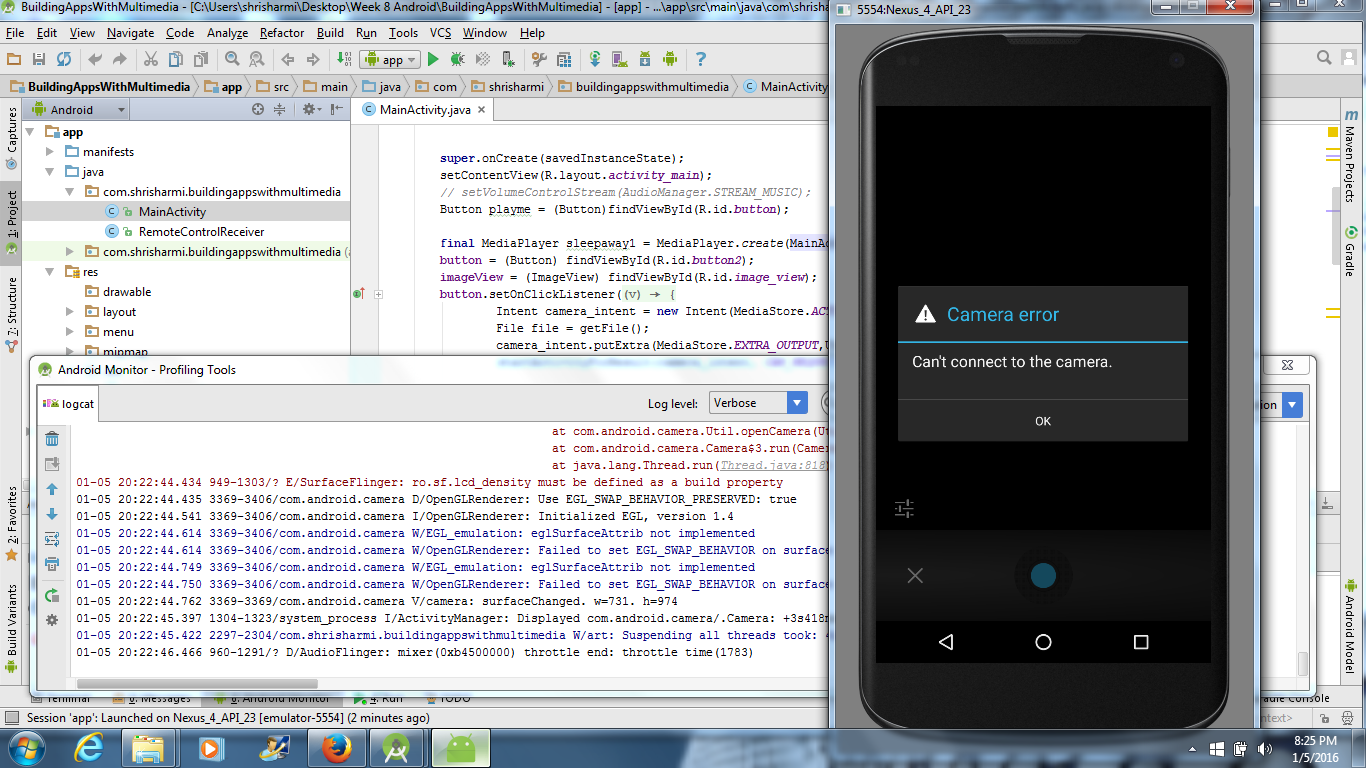 BuildingAppsWithMultimedia - [C:\Users\shrisharmi\Desktop\Week 8 Android\BuildingAppsWithMultimedia] - [app] - ...\app\src\main\java\com\shrisharmi
5554:Nexus_4_API_23
File Edit View Navigate Code Analyze Refactor Build Run Tools VCS Window Help
app
BuildingAppsWithMultimedia app src main java com shrisharmi buildingappswithmultimedia MainActivity
Android
MainActivity.java
Captures
1: Project
7: Structure
2: Favorites
Build Variants
app
manifests
java
com.shrisharmi.buildingappswithmultimedia
MainActivity
RemoteControlReceiver
com.shrisharmi.buildingappswithmultimedia (
res
drawable
layout
menu
mipmap
super.onCreate(savedInstanceState);
setContentView(R.layout.activity_main);
// setVolumeControlStream(AudioManager.STREAM_MUSIC);
Button playme = (Button)findViewById(R.id.button);
final MediaPlayer sleepaway1 = MediaPlayer.create(MainAc
button = (Button) findViewById(R.id.button2);
imageView = (ImageView) findViewById(R.id.image_view);
button.setOnClickListener((v) → {
Intent camera_intent = new Intent(MediaStore.AC
File file = getFile();
camera_intent.putExtra(MediaStore.EXTRA_OUTPUT,U
Android Monitor - Profiling Tools
logcat
Log level: Verbose
ion
at com.android.camera.Util.openCamera(Ut
at com.android.camera.Camera$3.run(Camer
at java.lang.Thread.run(Thread.java:818)
01-05 20:22:44.434 949-1303/? E/SurfaceFlinger: ro.sf.lcd_density must be defined as a build property
01-05 20:22:44.435 3369-3406/com.android.camera D/OpenGLRenderer: Use EGL_SWAP_BEHAVIOR_PRESERVED: true
01-05 20:22:44.541 3369-3406/com.android.camera I/OpenGLRenderer: Initialized EGL, version 1.4
01-05 20:22:44.614 3369-3406/com.android.camera W/EGL_emulation: eglSurfaceAttrib not implemented
01-05 20:22:44.614 3369-3406/com.android.camera W/OpenGLRenderer: Failed to set EGL_SWAP_BEHAVIOR on surface
01-05 20:22:44.749 3369-3406/com.android.camera W/EGL_emulation: eglSurfaceAttrib not implemented
01-05 20:22:44.750 3369-3406/com.android.camera W/OpenGLRenderer: Failed to set EGL_SWAP_BEHAVIOR on surface
01-05 20:22:44.762 3369-3369/com.android.camera V/camera: surfaceChanged. w=731. h=974
01-05 20:22:45.397 1304-1323/system_process I/ActivityManager: Displayed com.android.camera/.Camera: +3s418m
01-05 20:22:45.422 2297-2304/com.shrisharmi.buildingappswithmultimedia W/art: Suspending all threads took: 4
01-05 20:22:46.466 960-1291/? D/AudioFlinger: mixer(0xb4500000) throttle end: throttle time(1783)
Camera error
Can't connect to the camera.
OK
Maven Projects
Gradle
Android Model
Terminal 0: Messages 6: Android Monitor 4: Run TODO
adle Console
Session 'app': Launched on Nexus_4_API_23 [emulator-5554] (2 minutes ago)
ntext>
8:25 PM
1/5/2016